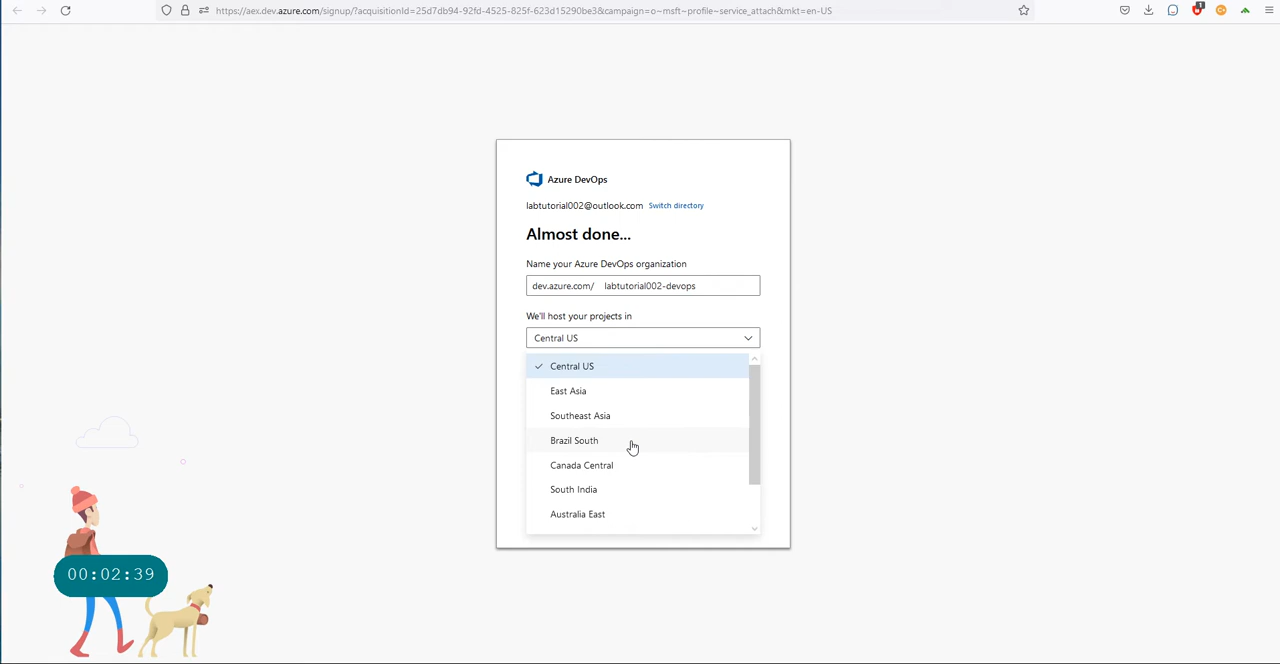 https://aex.dev.azure.com/signup/?acquisitionId=25d7db94-92fd-4525-825f-623d15290be3&campaign=o~msft~profile~service_attach&mkt=en-US
1
Azure DevOps
labtutorial002@outlook.com Switch directory
Almost done...
Name your Azure DevOps organization
dev.azure.com/ labtutorial002-devops
We'll host your projects in
Central US
Central US
East Asia
Southeast Asia
Brazil South
Canada Central
South India
Australia East
00:02:39